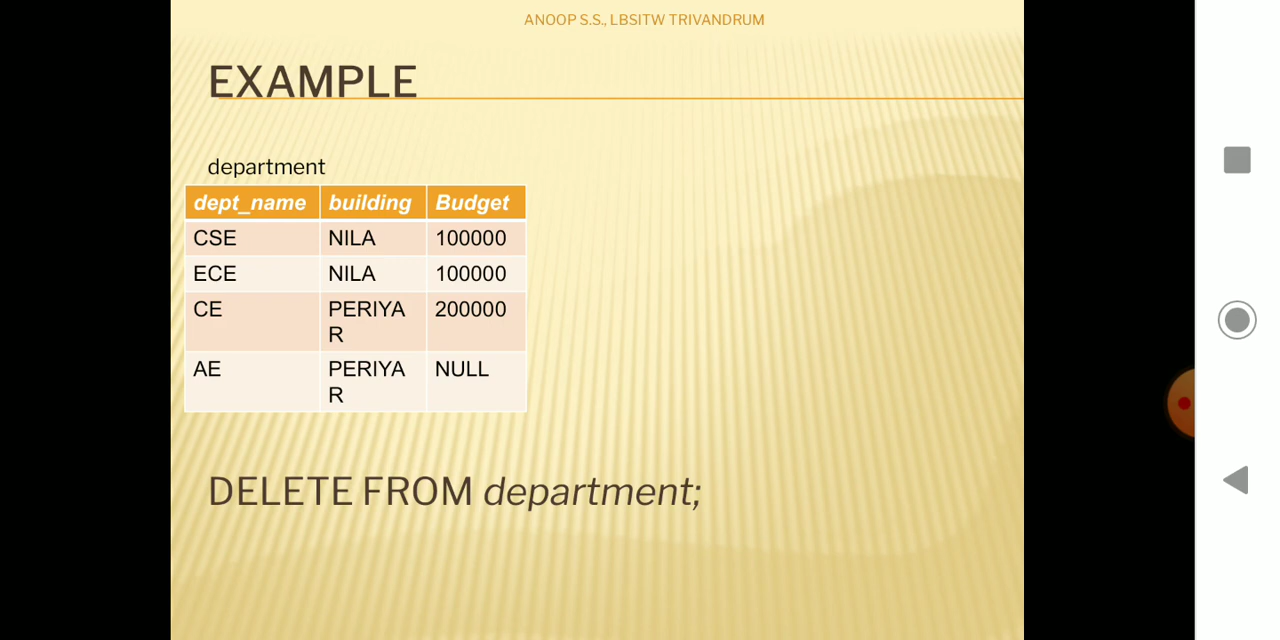 ANOOP S.S., LBSITW TRIVANDRUM
EXAMPLE
department
dept_name building Budget
CSE NILA 100000
ECE NILA 100000
CE PERIYA 200000
R
AE PERIYA NULL
R
DELETE FROM department;